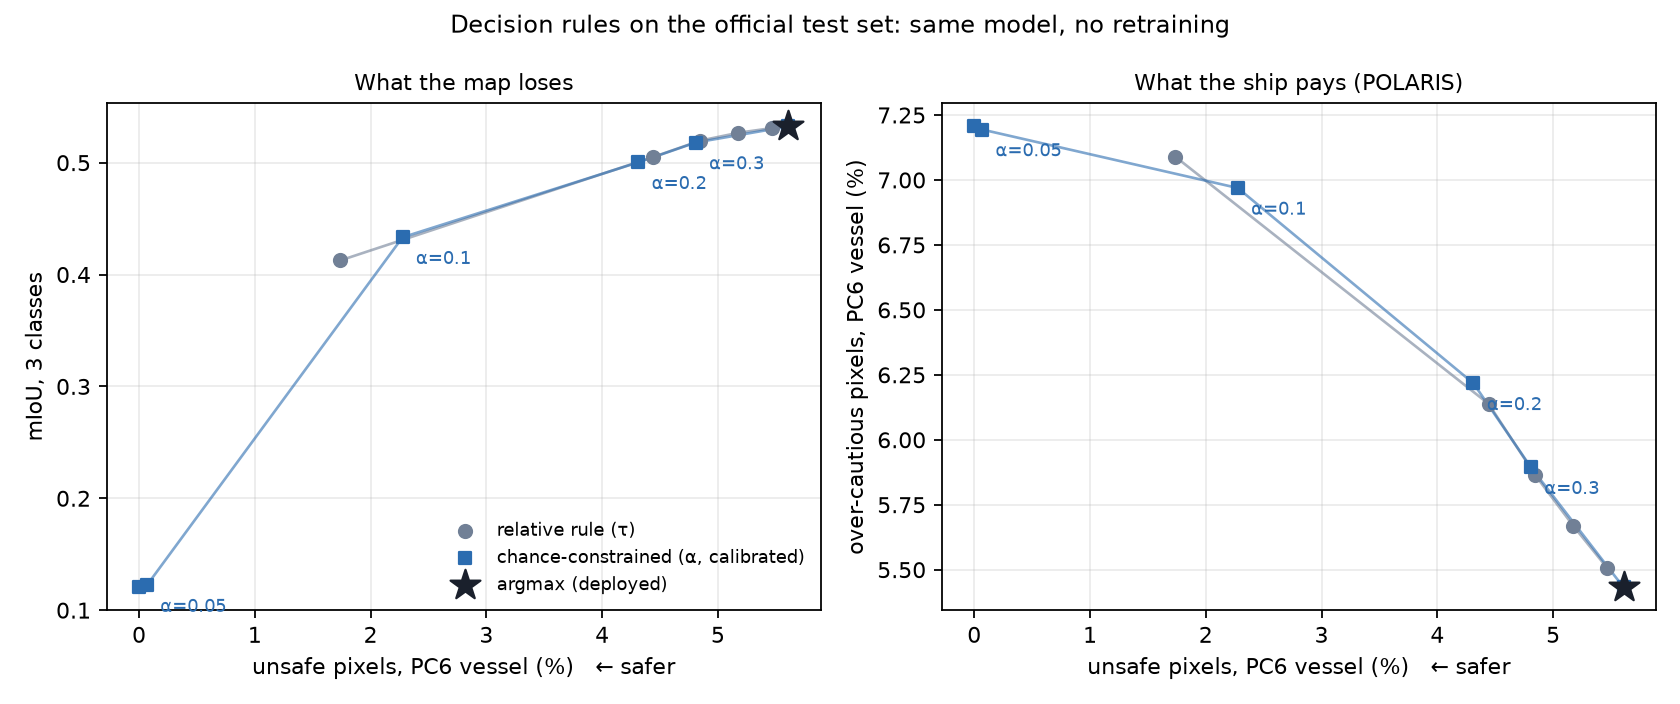 Decision rules on the official test set: same model, no retraining
What the map loses
mIoU, 3 classes
0.5
0.4
0.3
0.2
0.1
α=0.3
α=0.2
α=0.1
α=0.05
relative rule (τ)
chance-constrained (α, calibrated)
argmax (deployed)
0 1 2 3 4 5
unsafe pixels, PC6 vessel (%) ← safer
What the ship pays (POLARIS)
over-cautious pixels, PC6 vessel (%)
7.25
7.00
6.75
6.50
6.25
6.00
5.75
5.50
α=0.05
α=0.1
α=0.2
α=0.3
0 1 2 3 4 5
unsafe pixels, PC6 vessel (%) ← safer